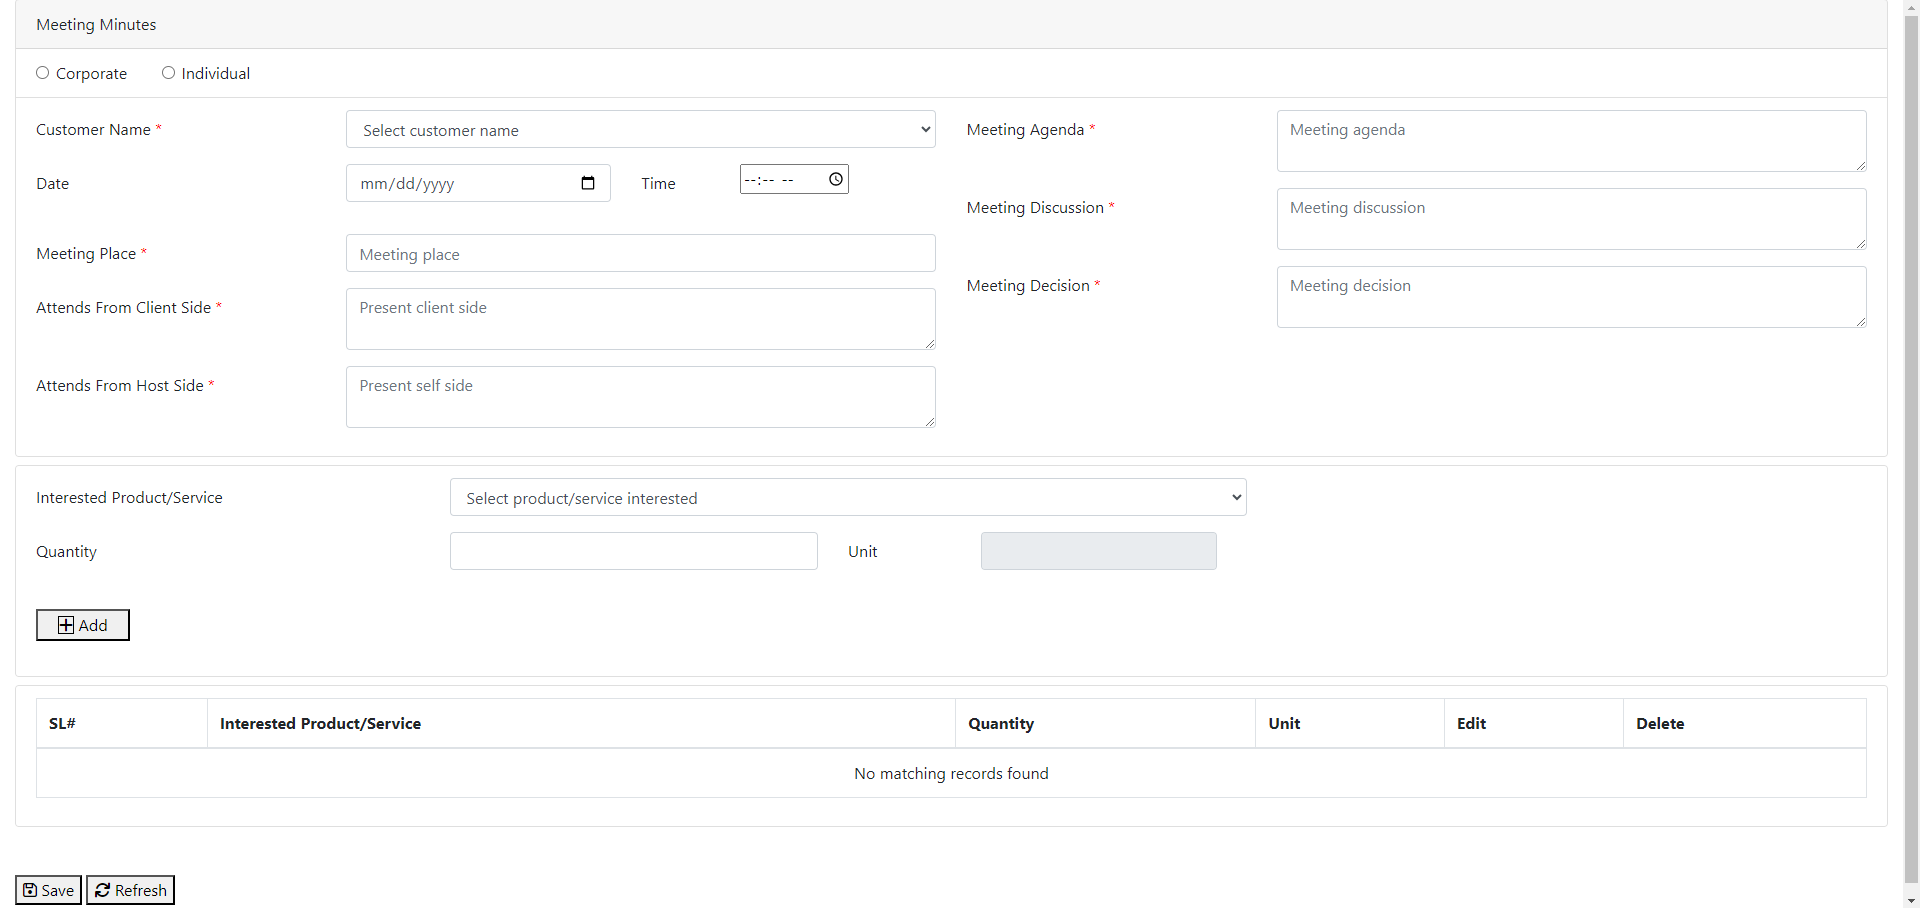 Meeting Minutes
Corporate Individual
Customer Name * Select customer name
Date mm/dd/yyyy Time --:-- --
Meeting Place * Meeting place
Attends From Client Side * Present client side
Attends From Host Side * Present self side
Meeting Agenda * Meeting agenda
Meeting Discussion * Meeting discussion
Meeting Decision * Meeting decision
Interested Product/Service Select product/service interested
Quantity Unit
Add
SL# Interested Product/Service Quantity Unit Edit Delete
No matching records found
Save Refresh